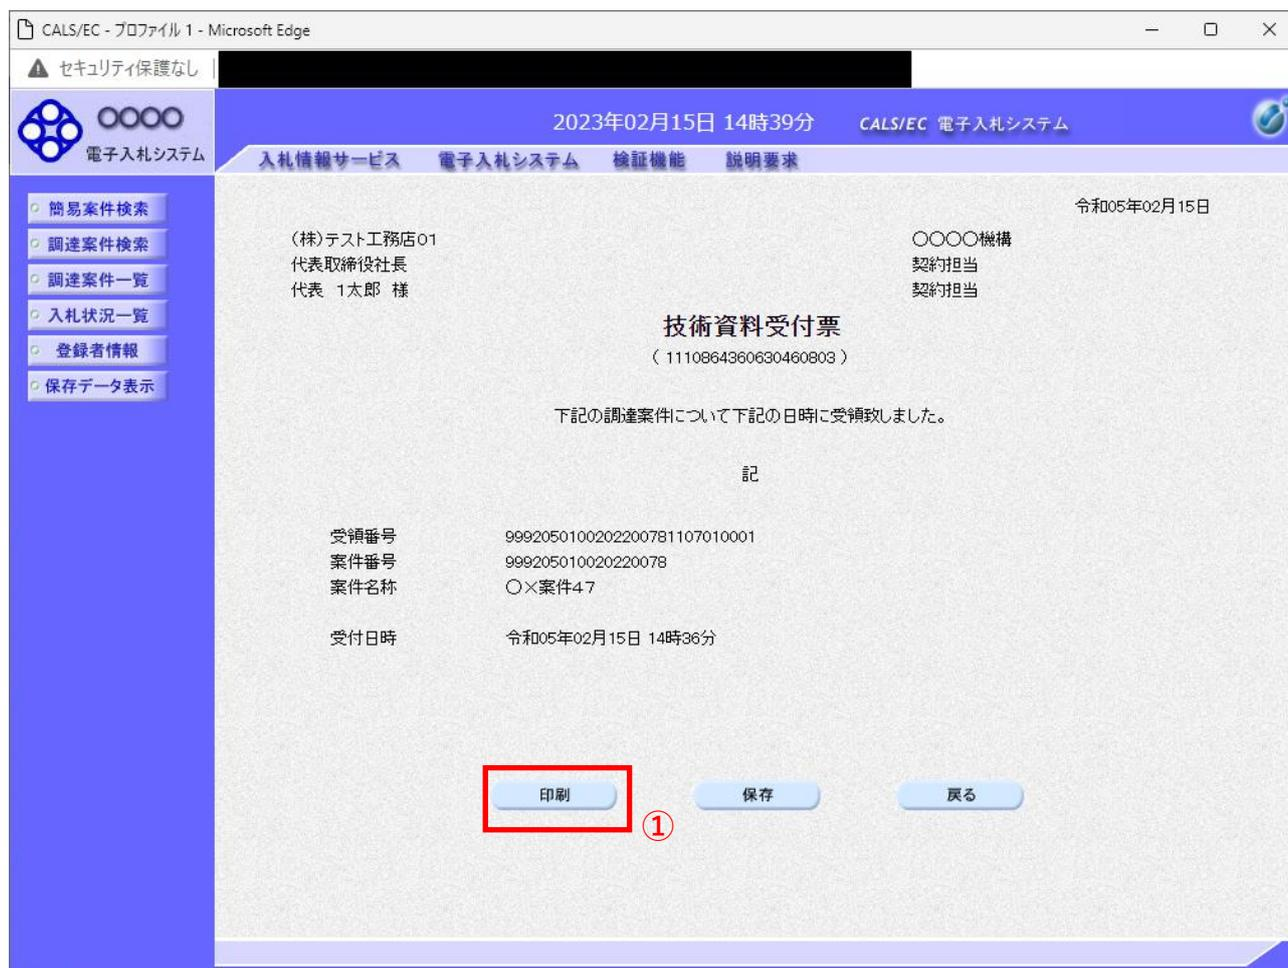 CALS/EC - プロファイル 1 - Microsoft Edge
セキュリティ保護なし
〇〇〇〇
電子入札システム
2023年02月15日 14時39分
CALS/EC 電子入札システム
入札情報サービス 電子入札システム 検証機能 説明要求
簡易案件検索
調達案件検索
調達案件一覧
入札状況一覧
登録者情報
保存データ表示
令和05年02月15日
(株)テスト工務店01
代表取締役社長
代表 1太郎 様
〇〇〇〇機構
契約担当
契約担当
技術資料受付票
( 1110864360630460803 )
下記の調達案件について下記の日時に受領致しました。
記
受領番号 99920501002022007811070​10001
案件番号 999205010020220078
案件名称 〇×案件47
受付日時 令和05年02月15日 14時36分
印刷 保存 戻る
①